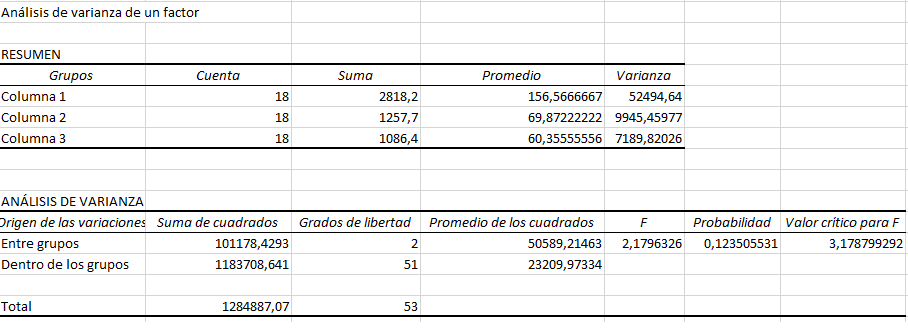 Análisis de varianza de un factor
RESUMEN
Grupos Cuenta Suma Promedio Varianza
Columna 1 18 2818,2 156,5666667 52494,64
Columna 2 18 1257,7 69,87222222 9945,45977
Columna 3 18 1086,4 60,35555556 7189,82026
ANÁLISIS DE VARIANZA
Origen de las variaciones Suma de cuadrados Grados de libertad Promedio de los cuadrados F Probabilidad Valor crítico para F
Entre grupos 101178,4293 2 50589,21463 2,1796326 0,123505531 3,178799292
Dentro de los grupos 1183708,641 51 23209,97334
Total 1284887,07 53